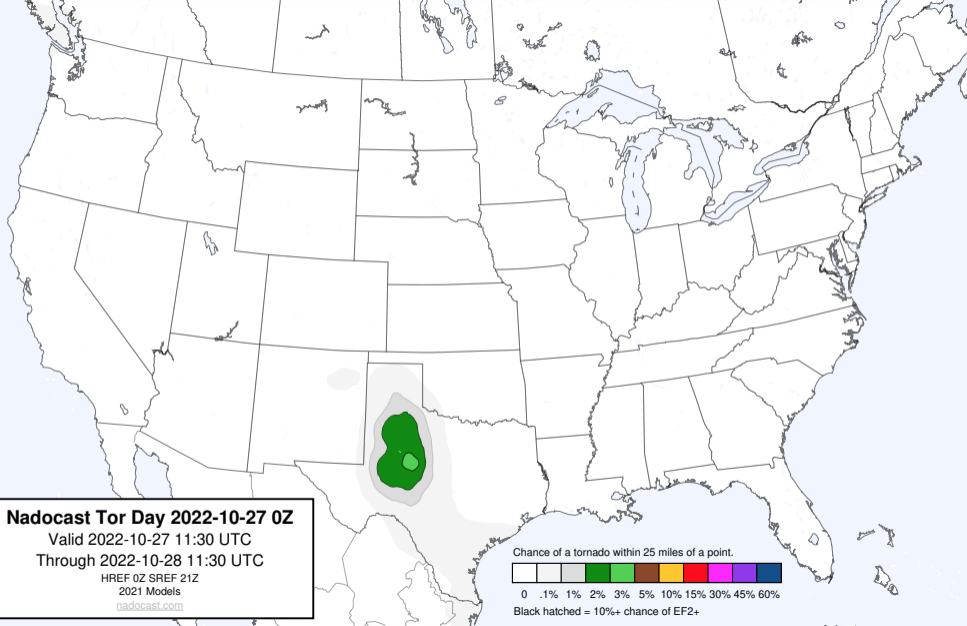 Nadocast Tor Day 2022-10-27 0Z
Valid 2022-10-27 11:30 UTC
Through 2022-10-28 11:30 UTC
HREF 0Z SREF 21Z
2021 Models
nadocast.com
Chance of a tornado within 25 miles of a point.
0 .1% 1% 2% 3% 5% 10% 15% 30% 45% 60%
Black hatched = 10%+ chance of EF2+